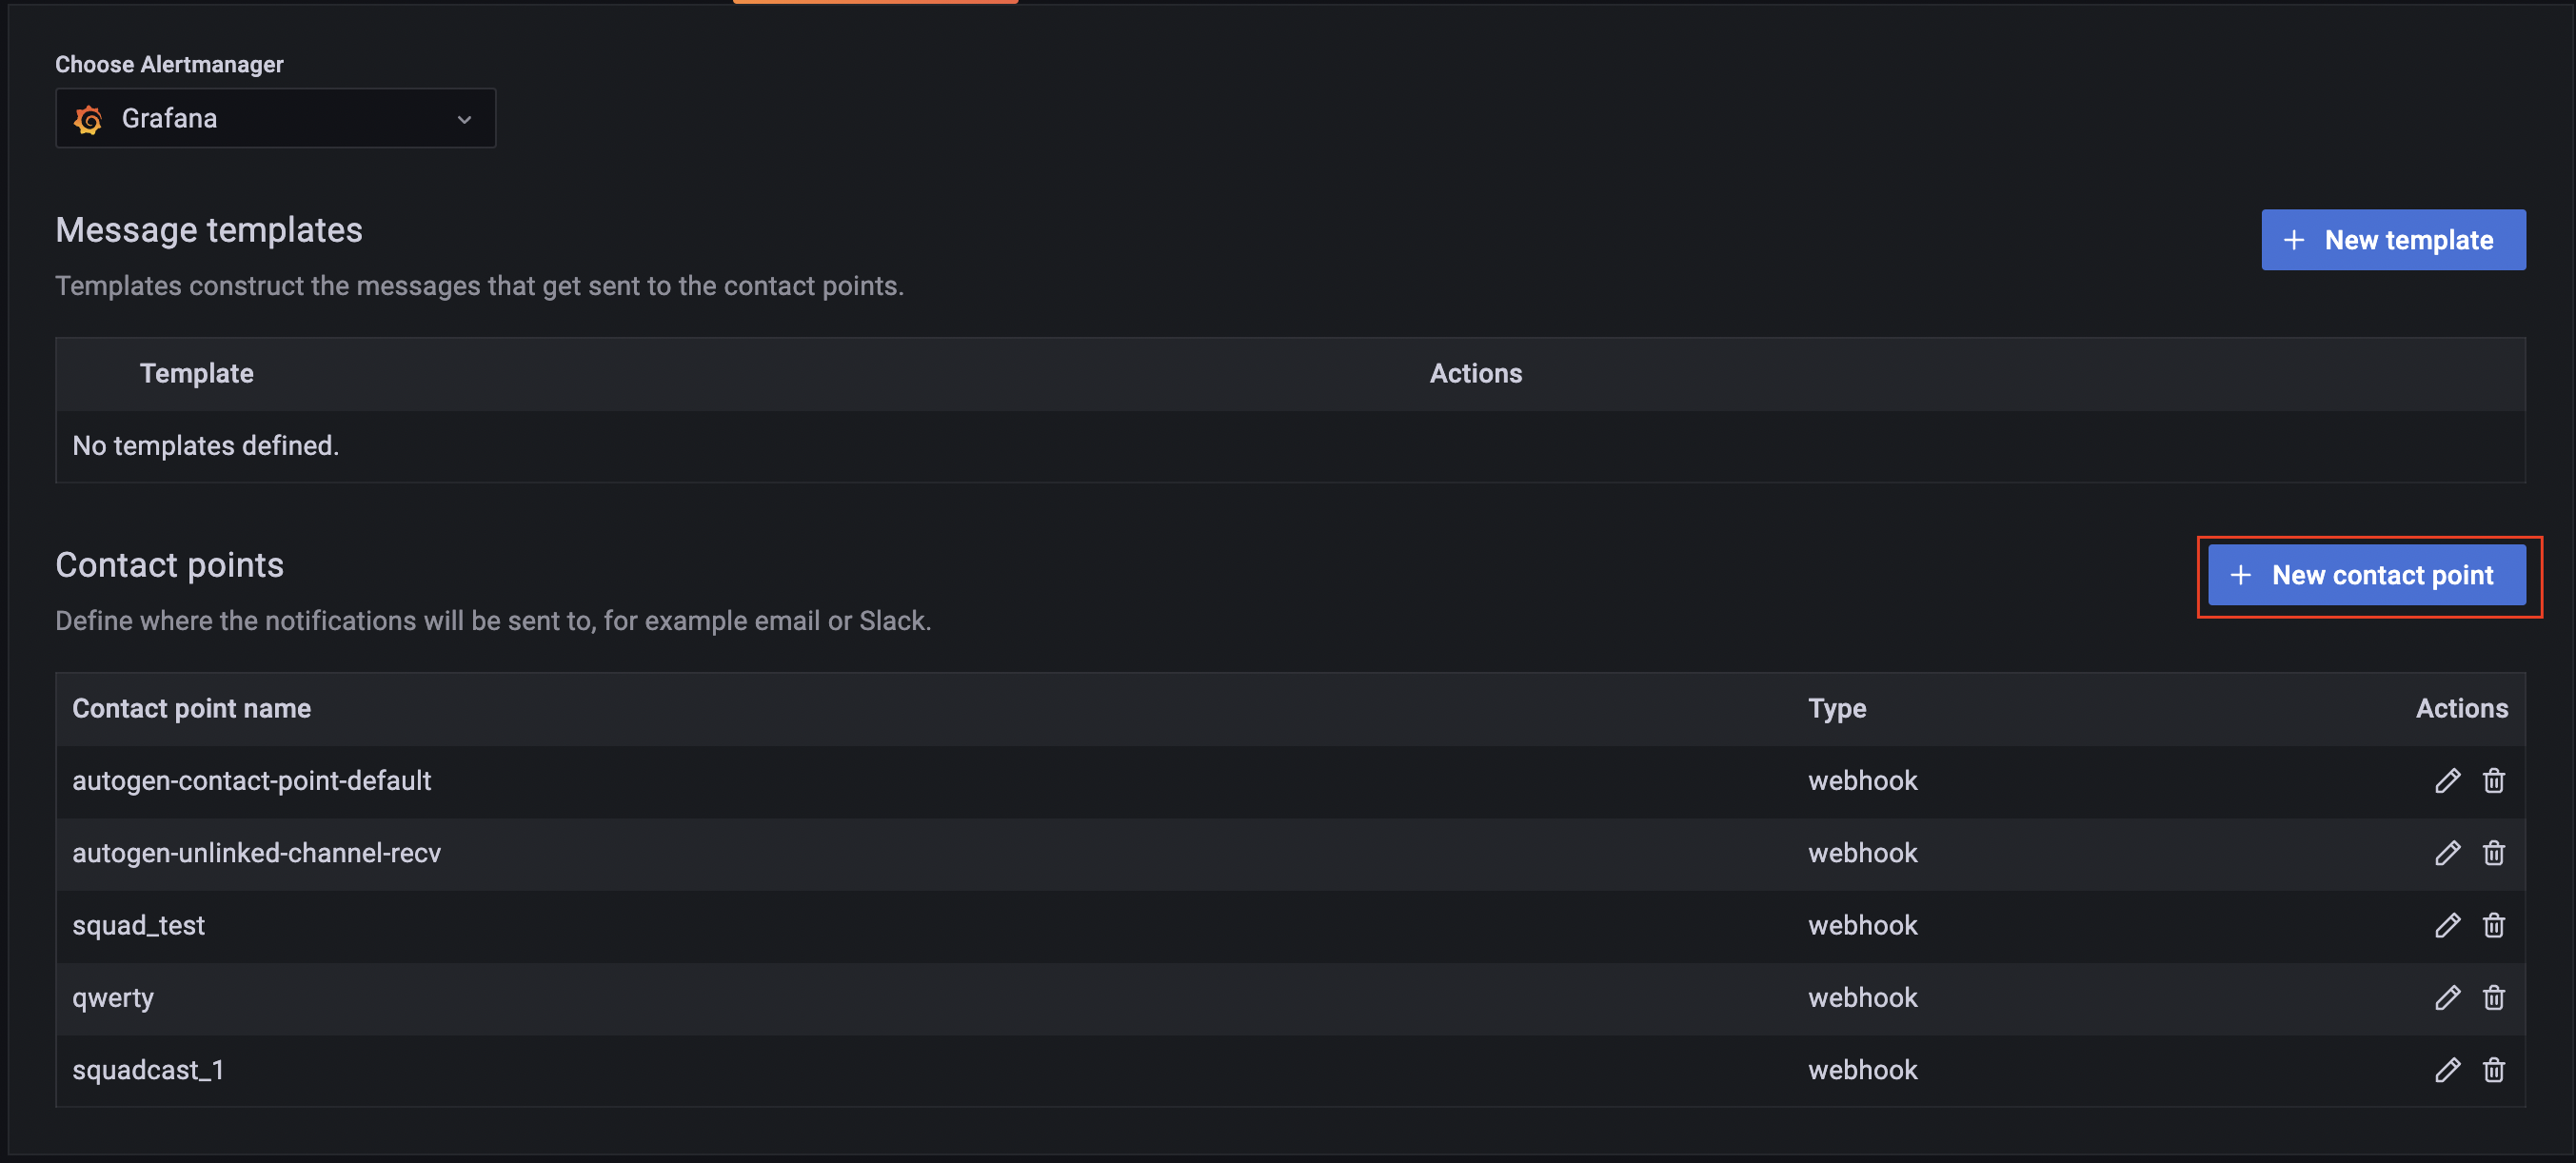 Choose Alertmanager
Grafana
Message templates
New template
Templates construct the messages that get sent to the contact points.
Template Actions
No templates defined.
Contact points
New contact point
Define where the notifications will be sent to, for example email or Slack.
Contact point name Type Actions
autogen-contact-point-default webhook
autogen-unlinked-channel-recv webhook
squad_test webhook
qwerty webhook
squadcast_1 webhook